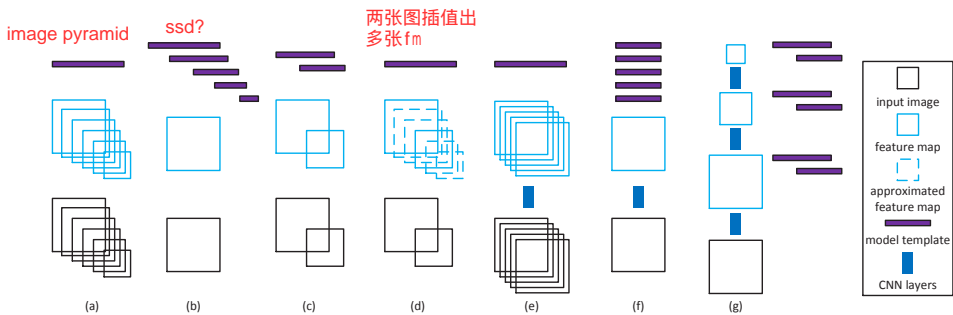 image pyramid
ssd?
两张图插值出
多张fm
input image
feature map
approximated
feature map
model template
CNN layers
(a)
(b)
(c)
(d)
(e)
(f)
(g)